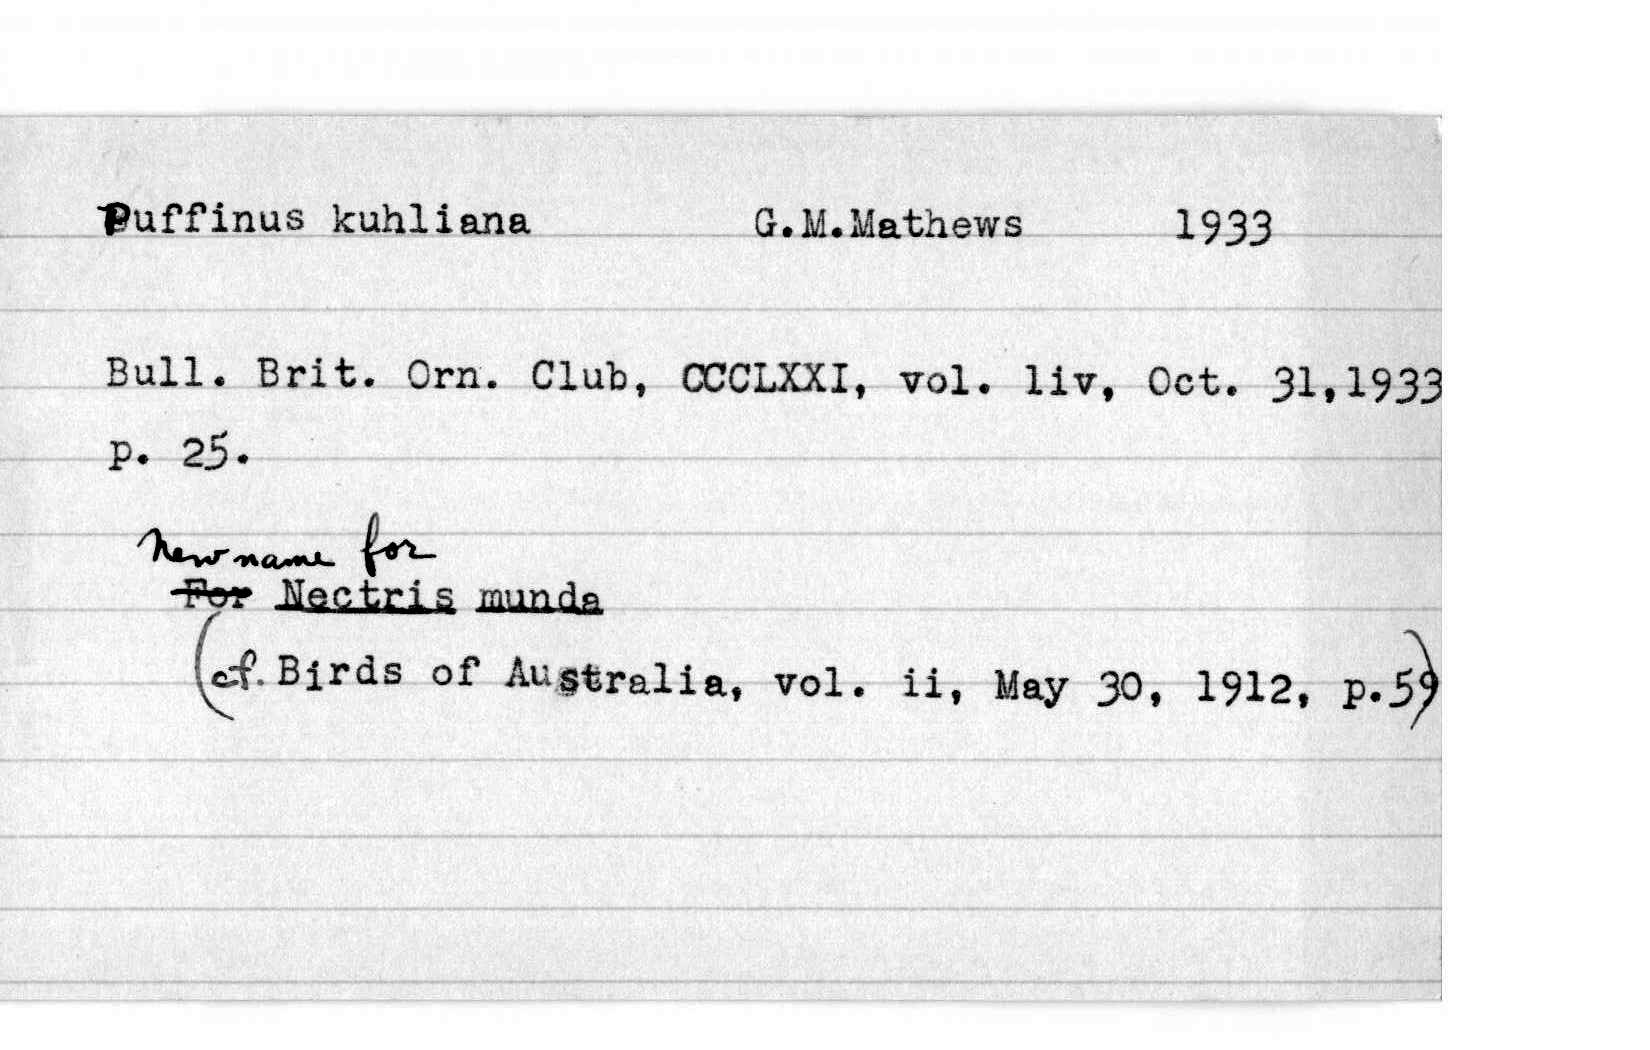 Puffinus kuhliana G.M.Mathews 1933
Bull. Brit. Orn. Club, CCCLXXI, vol. liv, Oct. 31,1933
p. 25.
New name for
For Nectris munda
(cf. Birds of Australia, vol. ii, May 30, 1912, p.59)